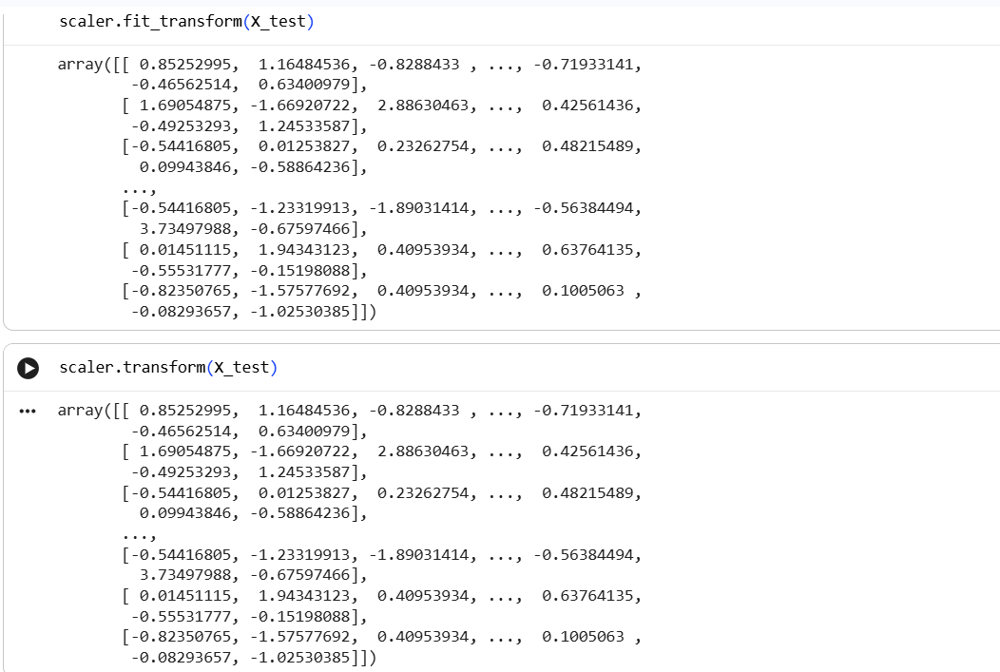 scaler.fit_transform(X_test)
array([[ 0.85252995,  1.16484536, -0.8288433 , ..., -0.71933141,
        -0.46562514,  0.63400979],
       [ 1.69054875, -1.66920722,  2.88630463, ...,  0.42561436,
        -0.49253293,  1.24533587],
       [-0.54416805,  0.01253827,  0.23262754, ...,  0.48215489,
         0.09943846, -0.58864236],
       ...,
       [-0.54416805, -1.23319913, -1.89031414, ..., -0.56384494,
         3.73497988, -0.67597466],
       [ 0.01451115,  1.94343123,  0.40953934, ...,  0.63764135,
        -0.55531777, -0.15198088],
       [-0.82350765, -1.57577692,  0.40953934, ...,  0.1005063 ,
        -0.08293657, -1.02530385]])
scaler.transform(X_test)
array([[ 0.85252995,  1.16484536, -0.8288433 , ..., -0.71933141,
        -0.46562514,  0.63400979],
       [ 1.69054875, -1.66920722,  2.88630463, ...,  0.42561436,
        -0.49253293,  1.24533587],
       [-0.54416805,  0.01253827,  0.23262754, ...,  0.48215489,
         0.09943846, -0.58864236],
       ...,
       [-0.54416805, -1.23319913, -1.89031414, ..., -0.56384494,
         3.73497988, -0.67597466],
       [ 0.01451115,  1.94343123,  0.40953934, ...,  0.63764135,
        -0.55531777, -0.15198088],
       [-0.82350765, -1.57577692,  0.40953934, ...,  0.1005063 ,
        -0.08293657, -1.02530385]])